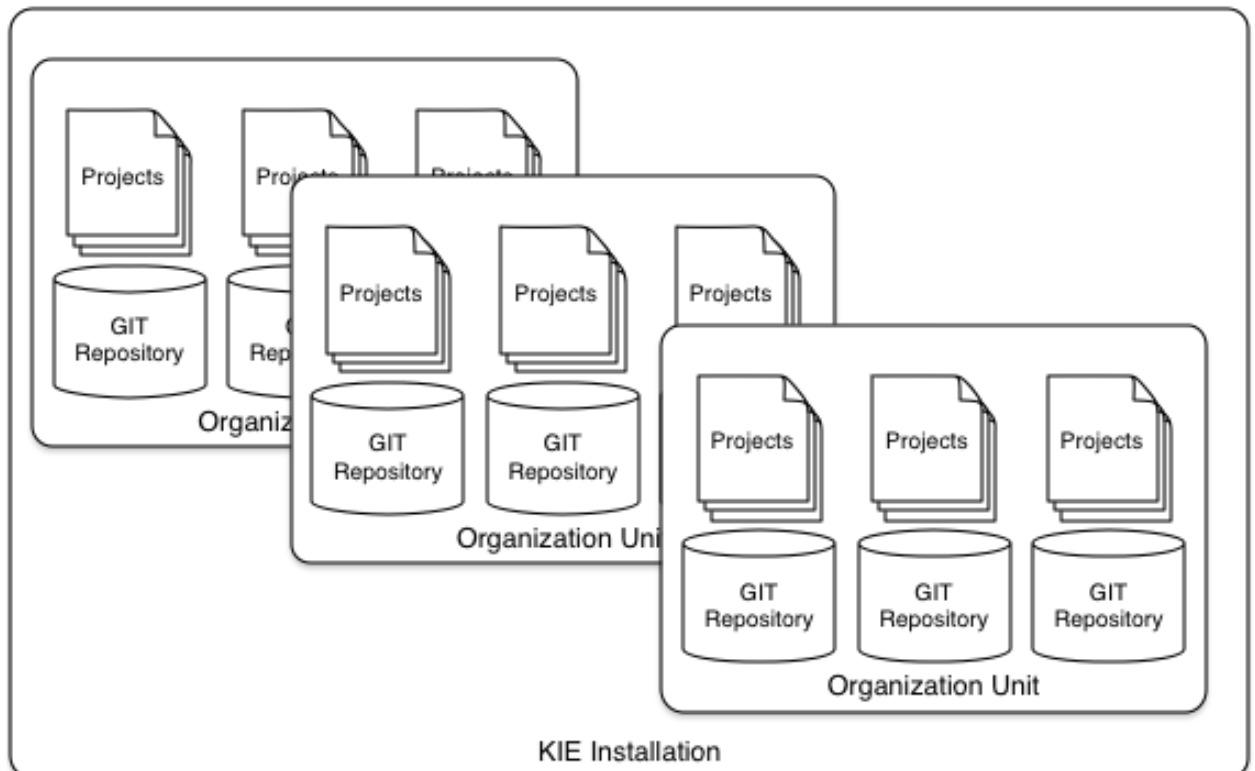 Projects
Projects
GIT
Repository
Projects
Projects
Projects
GIT
Repository
GIT
Repository
Organization
Projects
Projects
Projects
GIT
Repository
GIT
Repository
GIT
Repository
Organization Unit
KIE Installation